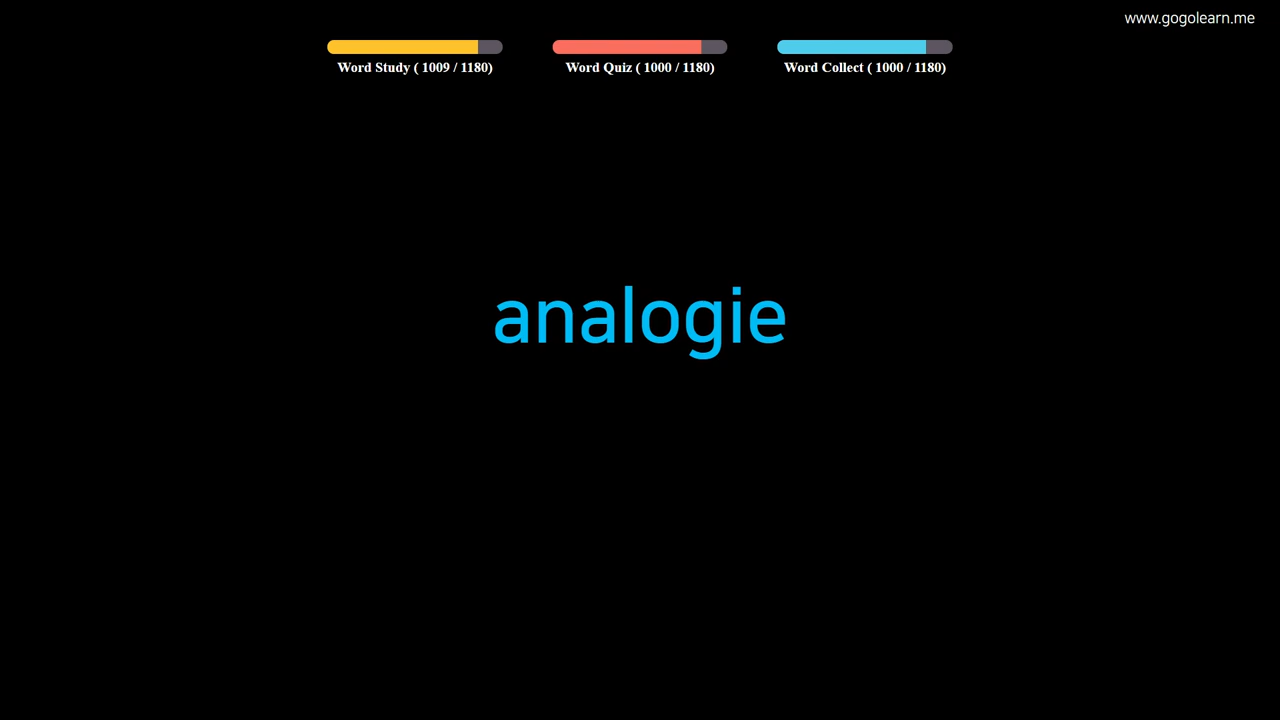 www.gogolearn.me
Word Study ( 1009 / 1180)
Word Quiz ( 1000 / 1180)
Word Collect ( 1000 / 1180)
analogie